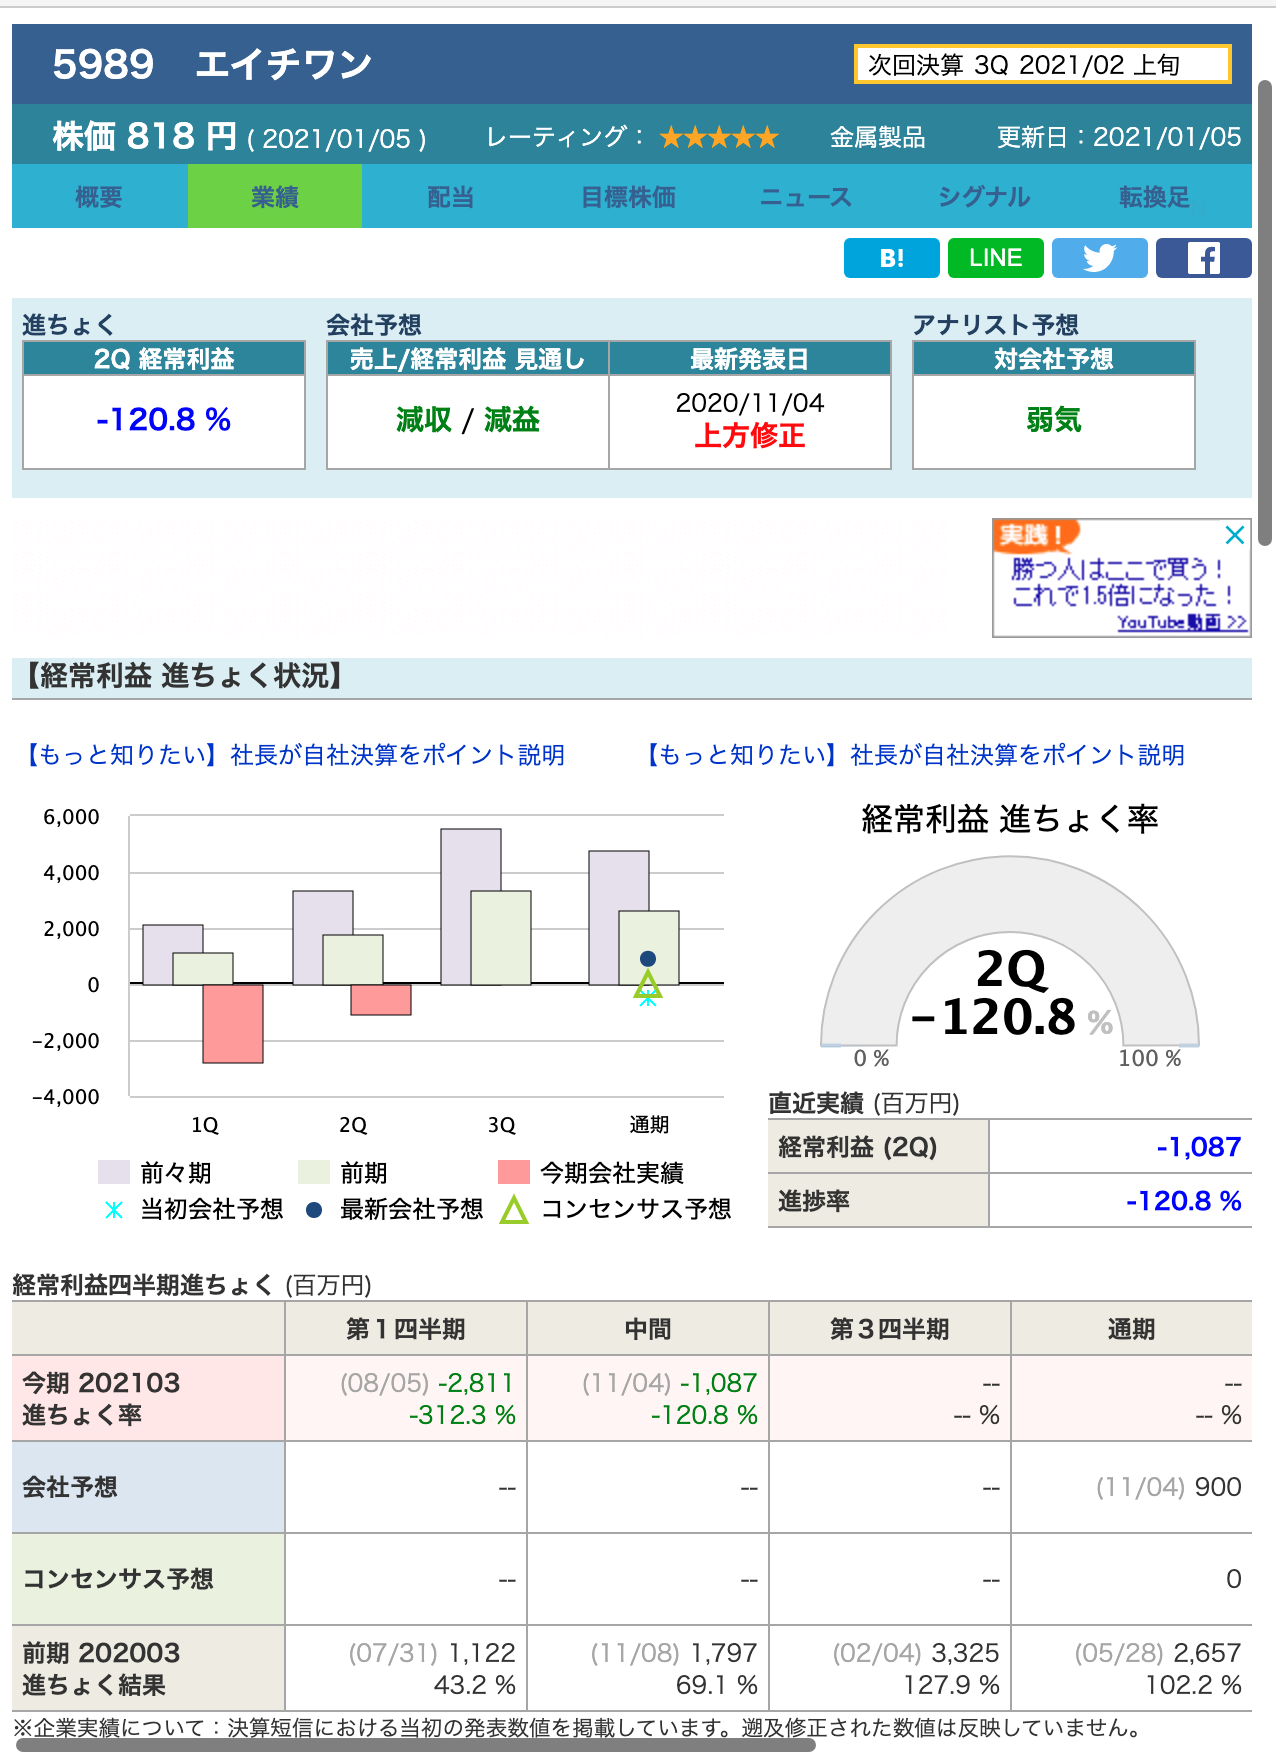 5989 エイチワン
次回決算 3Q 2021/02 上旬
株価 818 円 ( 2021/01/05 ) レーティング： ★★★★★ 金属製品 更新日：2021/01/05
概要 業績 配当 目標株価 ニュース シグナル 転換足
B! LINE
進ちょく 会社予想 アナリスト予想
2Q 経常利益 売上/経常利益 見通し 最新発表日 対会社予想
-120.8 % 減収 / 減益 2020/11/04 弱気
上方修正
実践！
勝つ人はここで買う！
これで1.5倍になった！
YouTube動画 >>
【経常利益 進ちょく状況】
【もっと知りたい】社長が自社決算をポイント説明 【もっと知りたい】社長が自社決算をポイント説明
6,000
4,000
2,000
0
−2,000
−4,000
1Q 2Q 3Q 通期
前々期 前期 今期会社実績
当初会社予想 最新会社予想 コンセンサス予想
経常利益 進ちょく率
2Q
−120.8 %
0 % 100 %
直近実績 (百万円)
経常利益 (2Q) -1,087
進捗率 -120.8 %
経常利益四半期進ちょく (百万円)
第１四半期 中間 第３四半期 通期
今期 202103 (08/05) -2,811 (11/04) -1,087 -- --
進ちょく率 -312.3 % -120.8 % -- % -- %
会社予想 -- -- -- (11/04) 900
コンセンサス予想 -- -- -- 0
前期 202003 (07/31) 1,122 (11/08) 1,797 (02/04) 3,325 (05/28) 2,657
進ちょく結果 43.2 % 69.1 % 127.9 % 102.2 %
※企業実績について：決算短信における当初の発表数値を掲載しています。遡及修正された数値は反映していません。